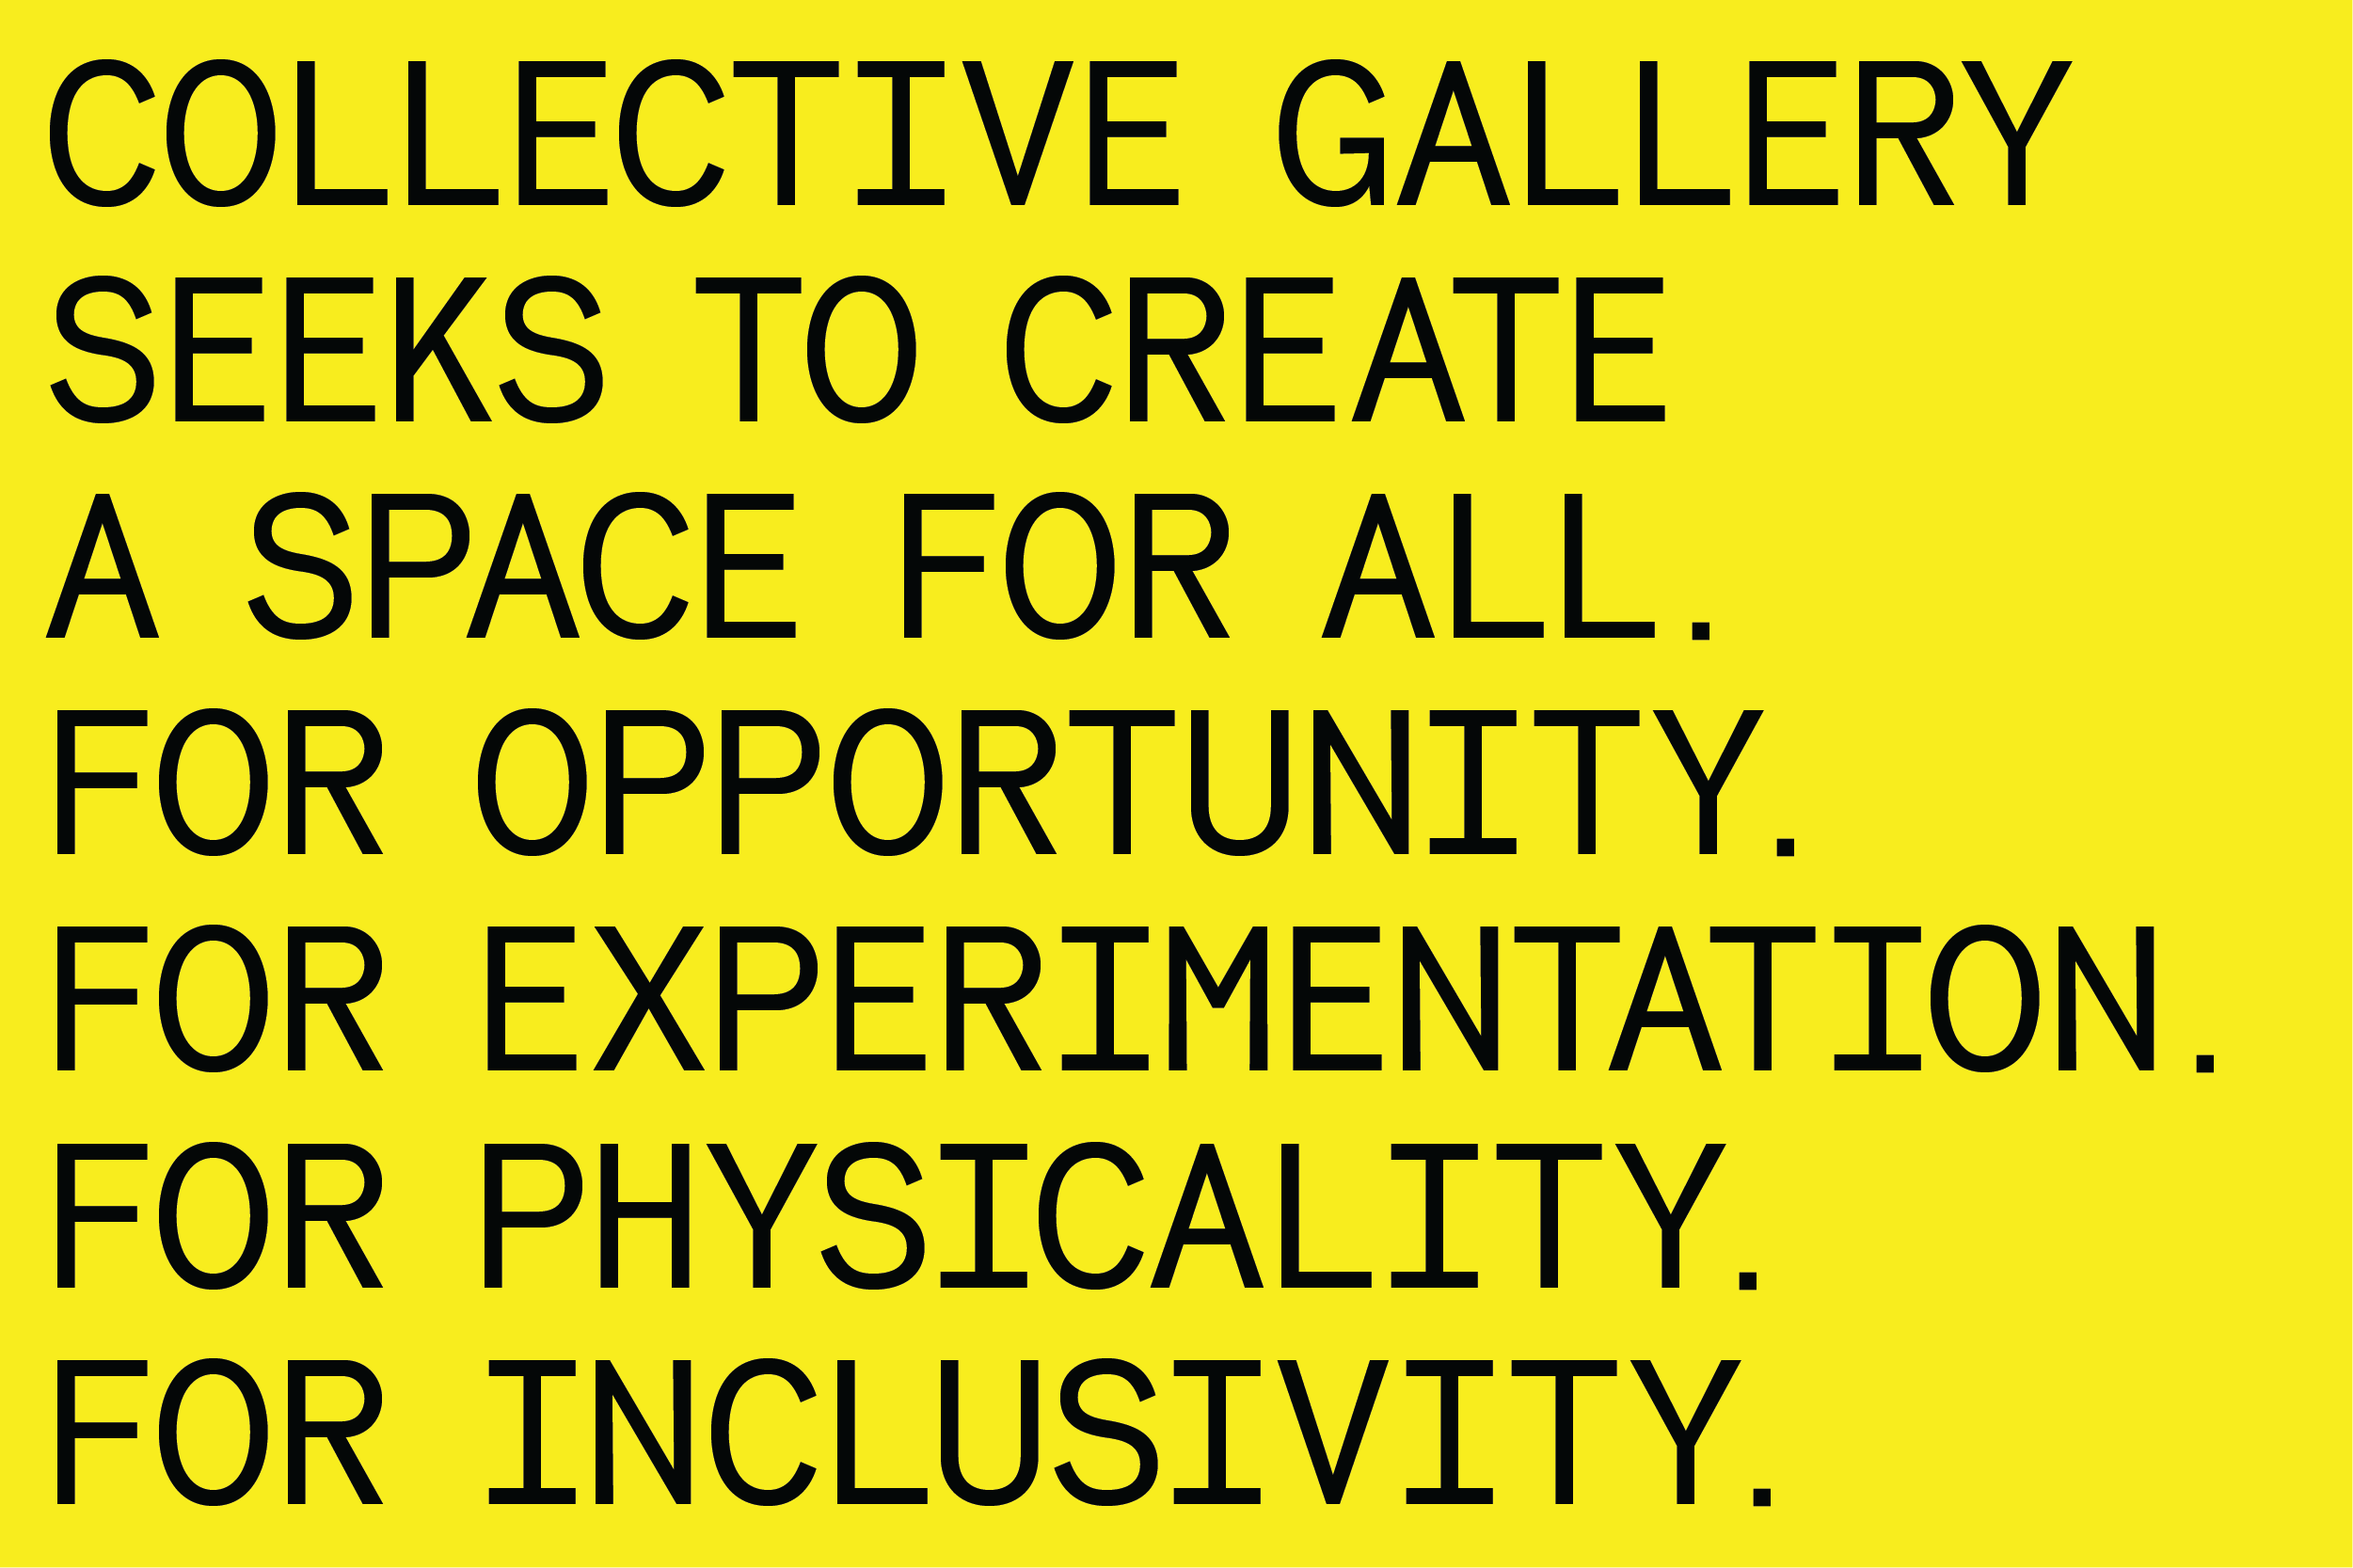 COLLECTIVE GALLERY
SEEKS TO CREATE
A SPACE FOR ALL.
FOR OPPORTUNITY.
FOR EXPERIMENTATION.
FOR PHYSICALITY.
FOR INCLUSIVITY.